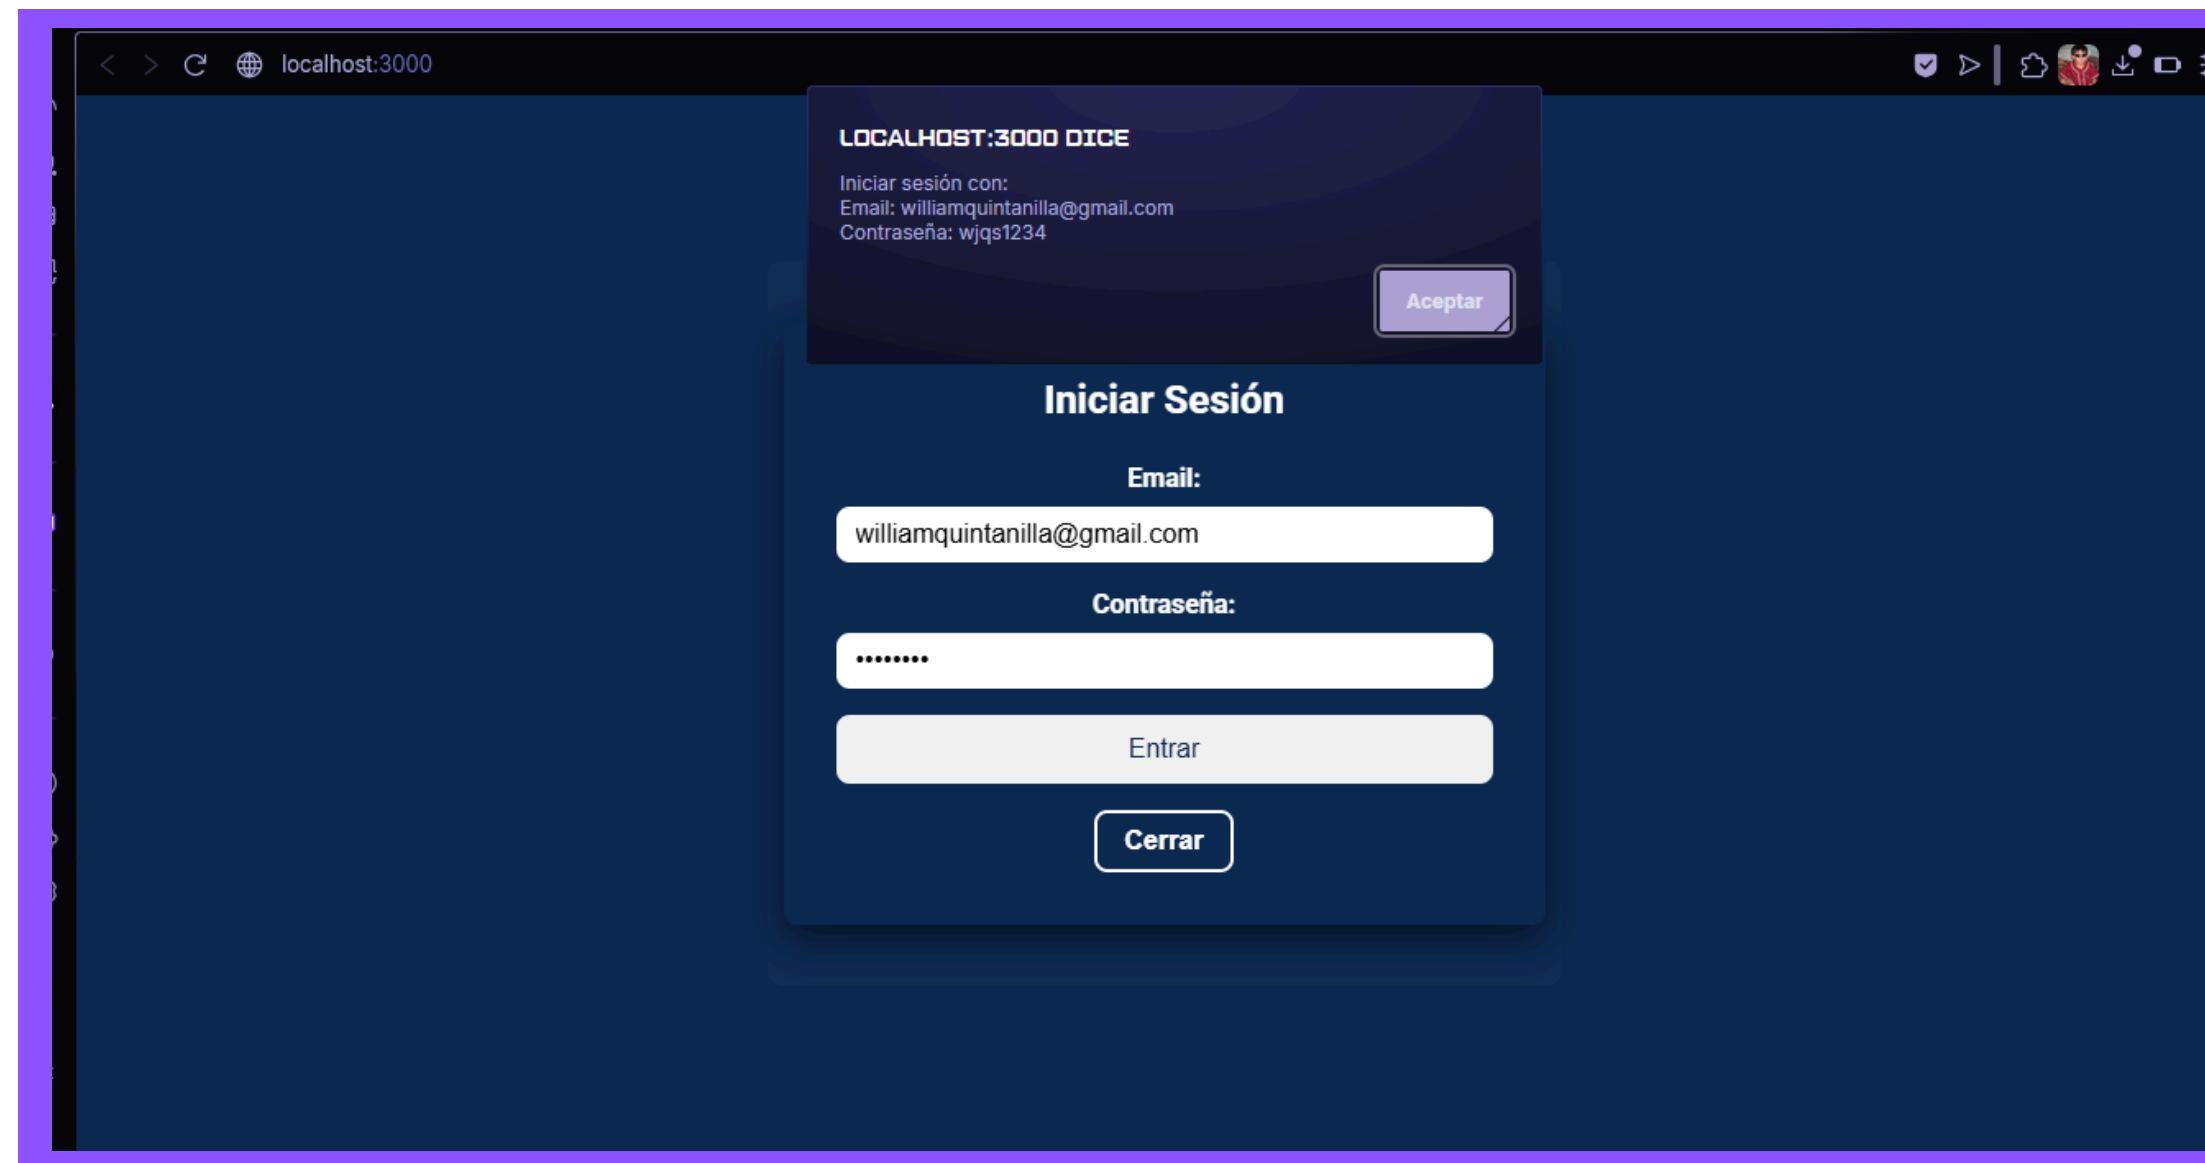 localhost:3000
LOCALHOST:3000 DICE
Iniciar sesión con:
Email: williamquintanilla@gmail.com
Contraseña: wjqs1234
Aceptar
Iniciar Sesión
Email:
williamquintanilla@gmail.com
Contraseña:
••••••••
Entrar
Cerrar